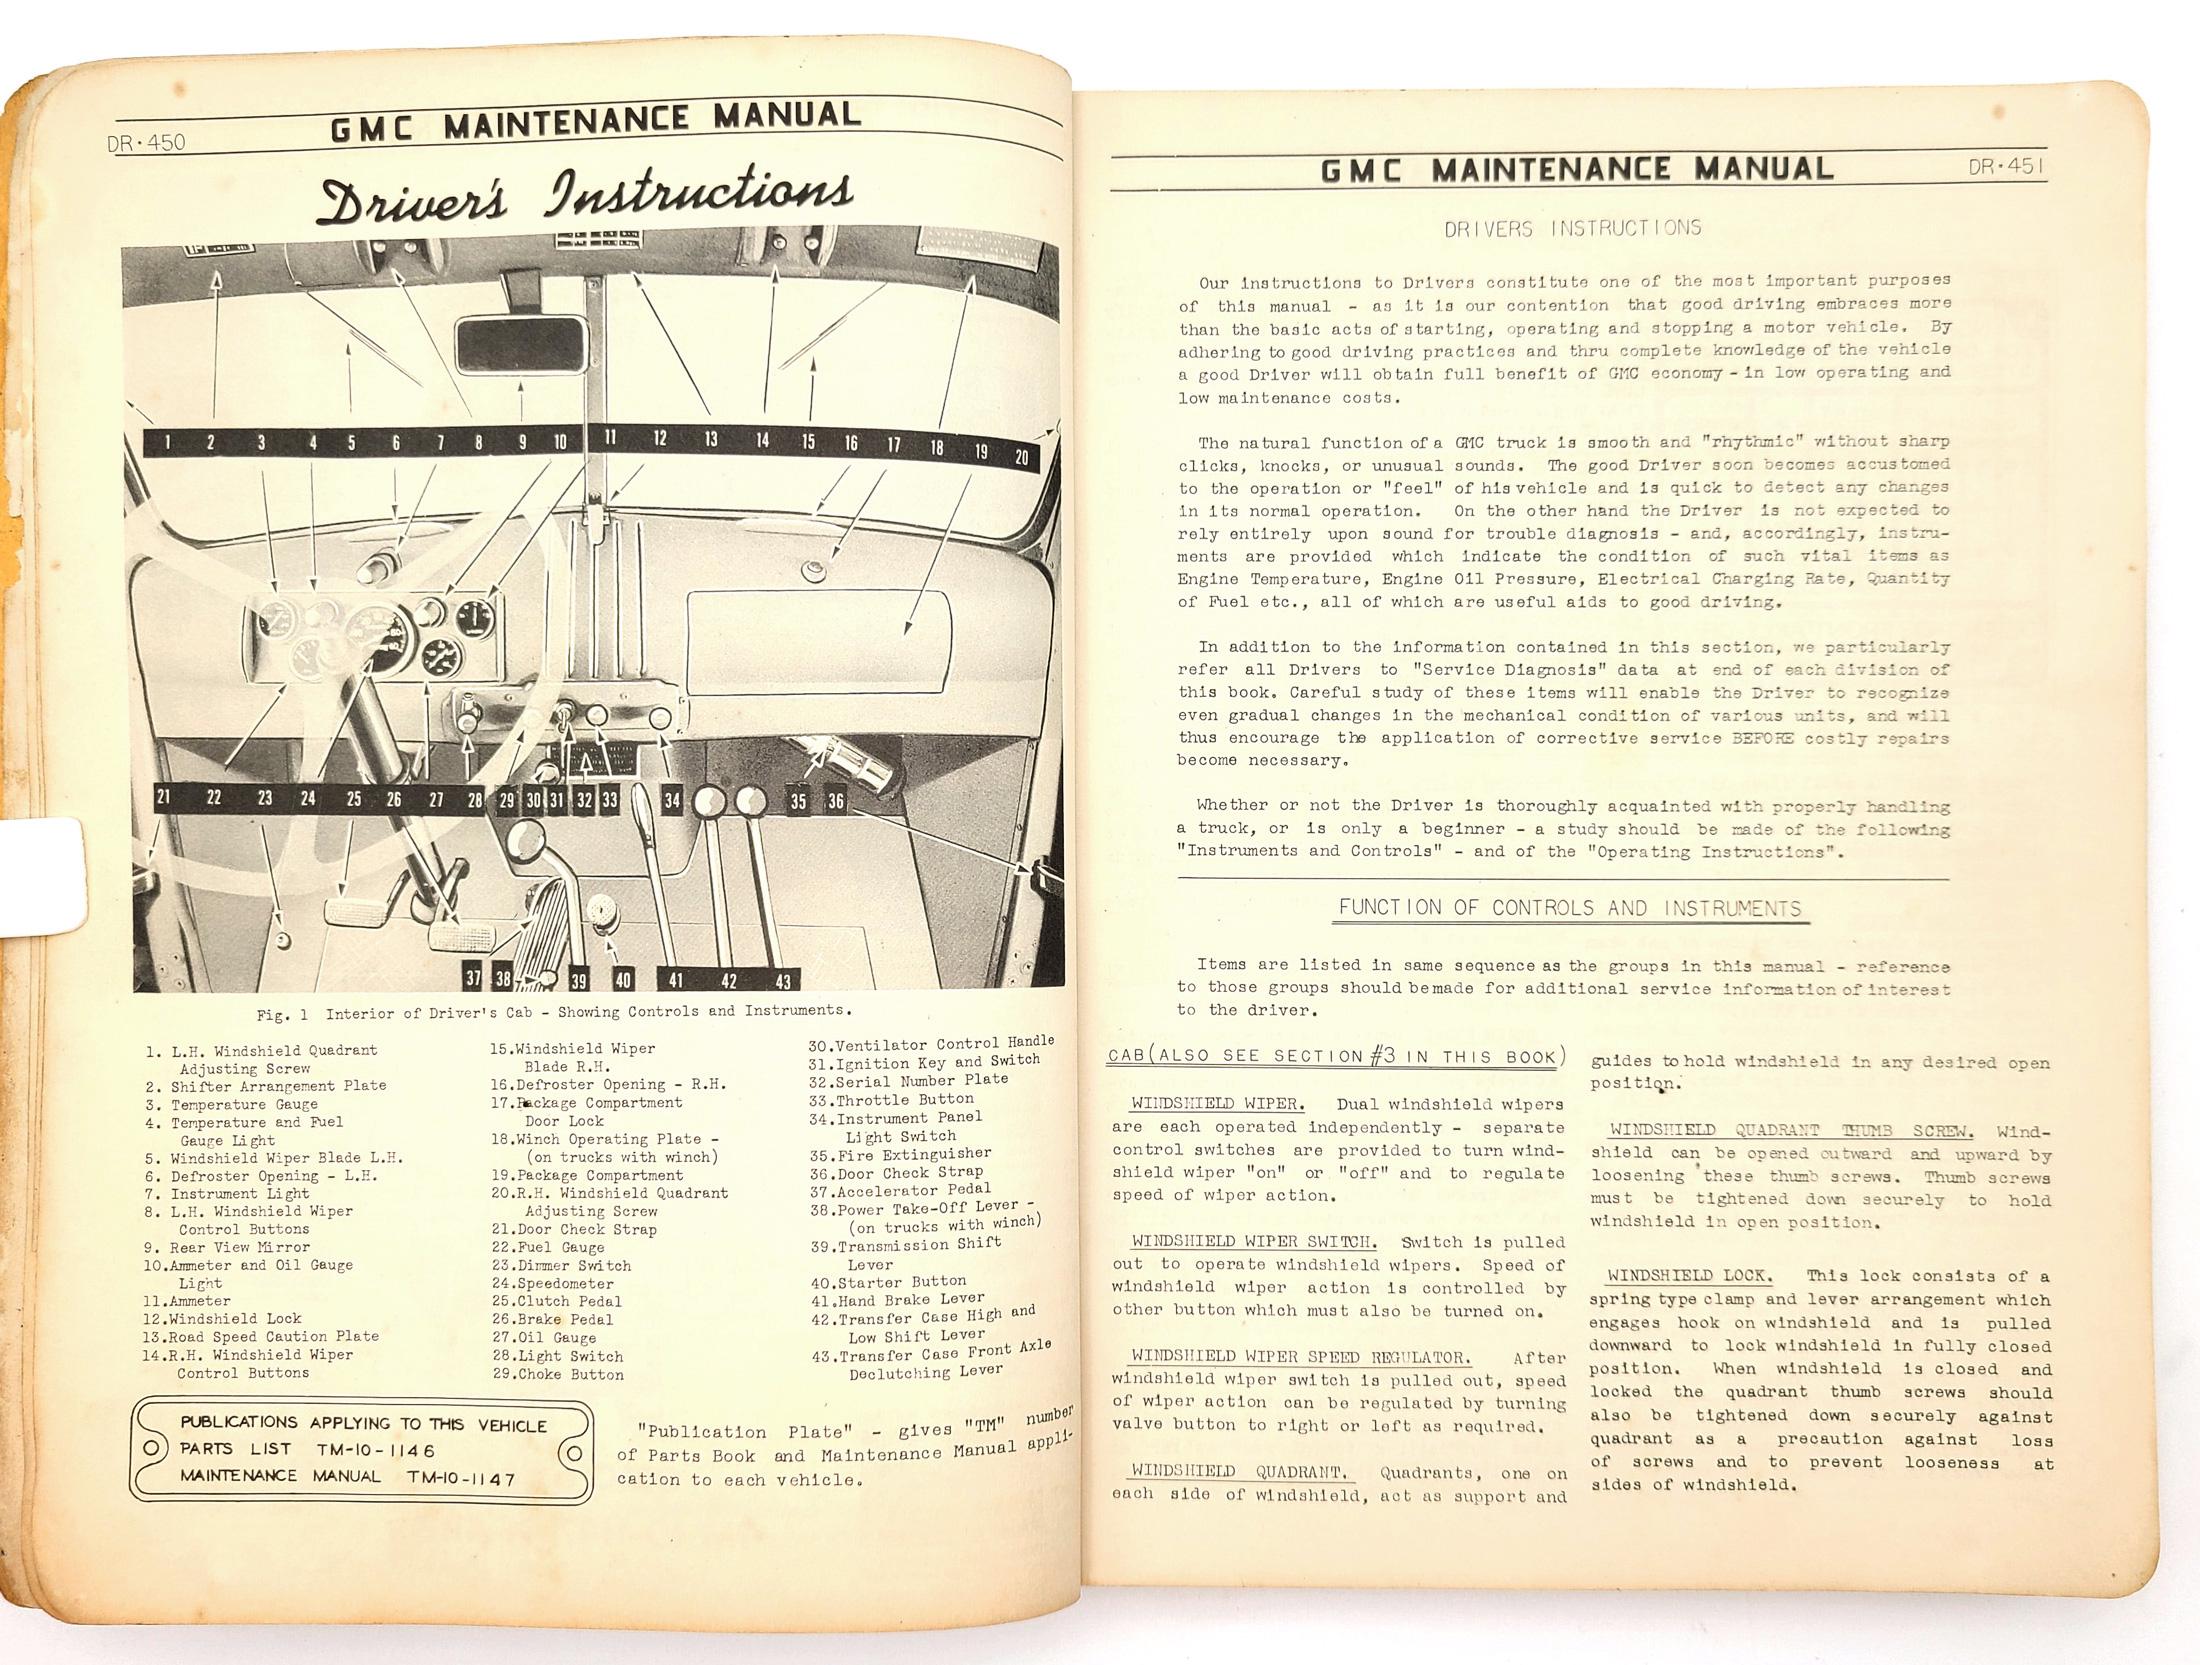 DR·450
GMC MAINTENANCE MANUAL
Driver's Instructions
1 2 3 4 5 6 7 8 9 10 11 12 13 14 15 16 17 18 19 20
21 22 23 24 25 26 27 28 29 30 31 32 33 34 35 36
37 38 39 40 41 42 43
Fig. 1 Interior of Driver's Cab - Showing Controls and Instruments.
1. L.H. Windshield Quadrant
Adjusting Screw
2. Shifter Arrangement Plate
3. Temperature Gauge
4. Temperature and Fuel
Gauge Light
5. Windshield Wiper Blade L.H.
6. Defroster Opening - L.H.
7. Instrument Light
8. L.H. Windshield Wiper
Control Buttons
9. Rear View Mirror
10.Ammeter and Oil Gauge
Light
11.Ammeter
12.Windshield Lock
13.Road Speed Caution Plate
14.R.H. Windshield Wiper
Control Buttons
15.Windshield Wiper
Blade R.H.
16.Defroster Opening - R.H.
17.Package Compartment
Door Lock
18.Winch Operating Plate -
(on trucks with winch)
19.Package Compartment
20.R.H. Windshield Quadrant
Adjusting Screw
21.Door Check Strap
22.Fuel Gauge
23.Dimmer Switch
24.Speedometer
25.Clutch Pedal
26.Brake Pedal
27.Oil Gauge
28.Light Switch
29.Choke Button
30.Ventilator Control Handle
31.Ignition Key and Switch
32.Serial Number Plate
33.Throttle Button
34.Instrument Panel
Light Switch
35.Fire Extinguisher
36.Door Check Strap
37.Accelerator Pedal
38.Power Take-Off Lever -
(on trucks with winch)
39.Transmission Shift
Lever
40.Starter Button
41.Hand Brake Lever
42.Transfer Case High and
Low Shift Lever
43.Transfer Case Front Axle
Declutching Lever
PUBLICATIONS APPLYING TO THIS VEHICLE
PARTS LIST TM-10-1146
MAINTENANCE MANUAL TM-10-1147
"Publication Plate" - gives "TM" number
of Parts Book and Maintenance Manual appli-
cation to each vehicle.
GMC MAINTENANCE MANUAL
DR·451
DRIVERS INSTRUCTIONS
Our instructions to Drivers constitute one of the most important purposes
of this manual - as it is our contention that good driving embraces more
than the basic acts of starting, operating and stopping a motor vehicle. By
adhering to good driving practices and thru complete knowledge of the vehicle
a good Driver will obtain full benefit of GMC economy - in low operating and
low maintenance costs.
The natural function of a GMC truck is smooth and "rhythmic" without sharp
clicks, knocks, or unusual sounds. The good Driver soon becomes accustomed
to the operation or "feel" of his vehicle and is quick to detect any changes
in its normal operation. On the other hand the Driver is not expected to
rely entirely upon sound for trouble diagnosis - and, accordingly, instru-
ments are provided which indicate the condition of such vital items as
Engine Temperature, Engine Oil Pressure, Electrical Charging Rate, Quantity
of Fuel etc., all of which are useful aids to good driving.
In addition to the information contained in this section, we particularly
refer all Drivers to "Service Diagnosis" data at end of each division of
this book. Careful study of these items will enable the Driver to recognize
even gradual changes in the mechanical condition of various units, and will
thus encourage the application of corrective service BEFORE costly repairs
become necessary.
Whether or not the Driver is thoroughly acquainted with properly handling
a truck, or is only a beginner - a study should be made of the following
"Instruments and Controls" - and of the "Operating Instructions".
FUNCTION OF CONTROLS AND INSTRUMENTS
Items are listed in same sequence as the groups in this manual - reference
to those groups should be made for additional service information of interest
to the driver.
CAB (ALSO SEE SECTION #3 IN THIS BOOK)
WINDSHIELD WIPER. Dual windshield wipers
are each operated independently - separate
control switches are provided to turn wind-
shield wiper "on" or "off" and to regulate
speed of wiper action.
WINDSHIELD WIPER SWITCH. Switch is pulled
out to operate windshield wipers. Speed of
windshield wiper action is controlled by
other button which must also be turned on.
WINDSHIELD WIPER SPEED REGULATOR. After
windshield wiper switch is pulled out, speed
of wiper action can be regulated by turning
valve button to right or left as required.
WINDSHIELD QUADRANT. Quadrants, one on
each side of windshield, act as support and
guides to hold windshield in any desired open
position.
WINDSHIELD QUADRANT THUMB SCREW. Wind-
shield can be opened outward and upward by
loosening these thumb screws. Thumb screws
must be tightened down securely to hold
windshield in open position.
WINDSHIELD LOCK. This lock consists of a
spring type clamp and lever arrangement which
engages hook on windshield and is pulled
downward to lock windshield in fully closed
position. When windshield is closed and
locked the quadrant thumb screws should
also be tightened down securely against
quadrant as a precaution against loss
of screws and to prevent looseness at
sides of windshield.